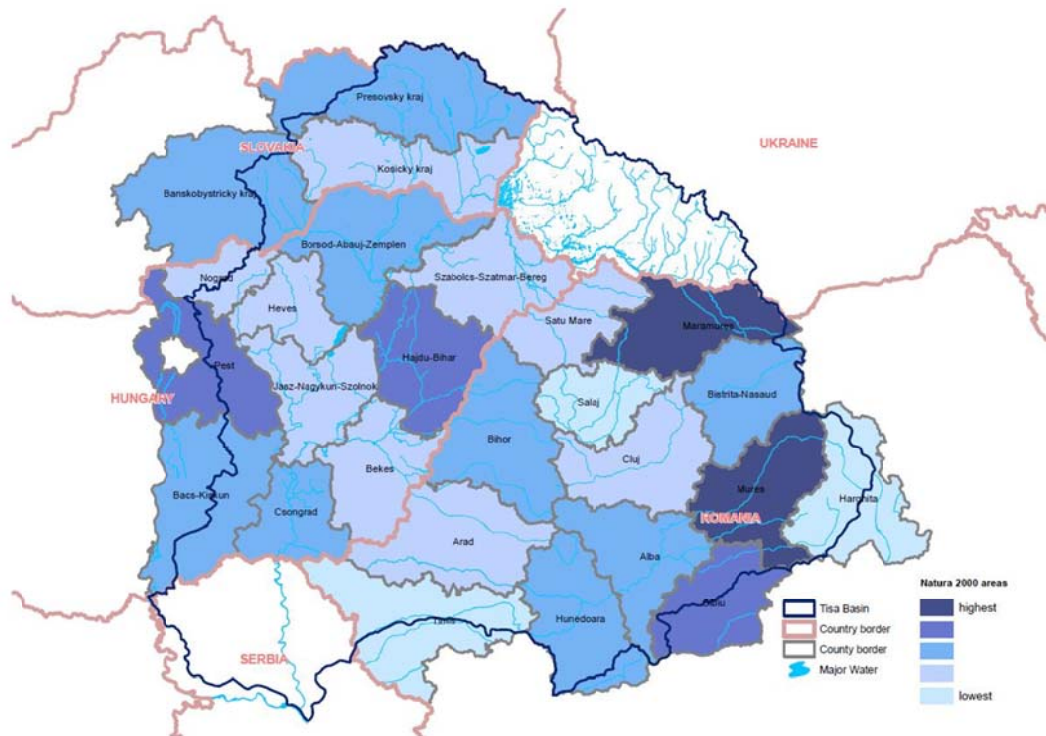 Presovsky kraj
UKRAINE
SLOVAKIA
Kosicky kraj
Banskobystricky kraj
Borsod-Abauj-Zemplen
Nograd
Szabolcs-Szatmar-Bereg
Heves
Satu Mare
Maramures
Pest
Hajdu-Bihar
Jasz-Nagykun-Szolnok
Bistrita-Nasaud
HUNGARY
Salaj
Bihor
Cluj
Bekes
Mures
Harghita
Bacs-Kiskun
Csongrad
ROMANIA
Arad
Alba
Sibiu
Timis
Hunedoara
SERBIA
Natura 2000 areas
Tisa Basin
highest
Country border
County border
Major Water
lowest